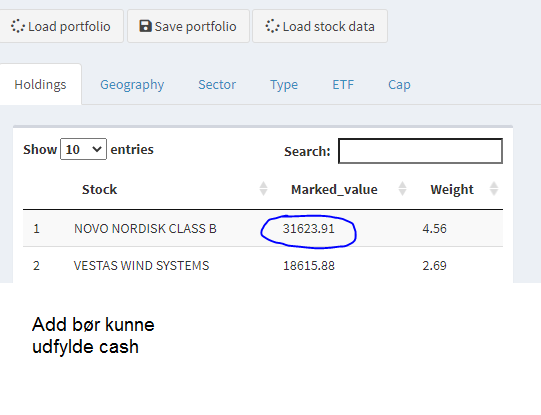 Load portfolio Save portfolio Load stock data
Holdings Geography Sector Type ETF Cap
Show 10 entries Search:
Stock Marked_value Weight
1 NOVO NORDISK CLASS B 31623.91 4.56
2 VESTAS WIND SYSTEMS 18615.88 2.69
Add bør kunne
udfylde cash